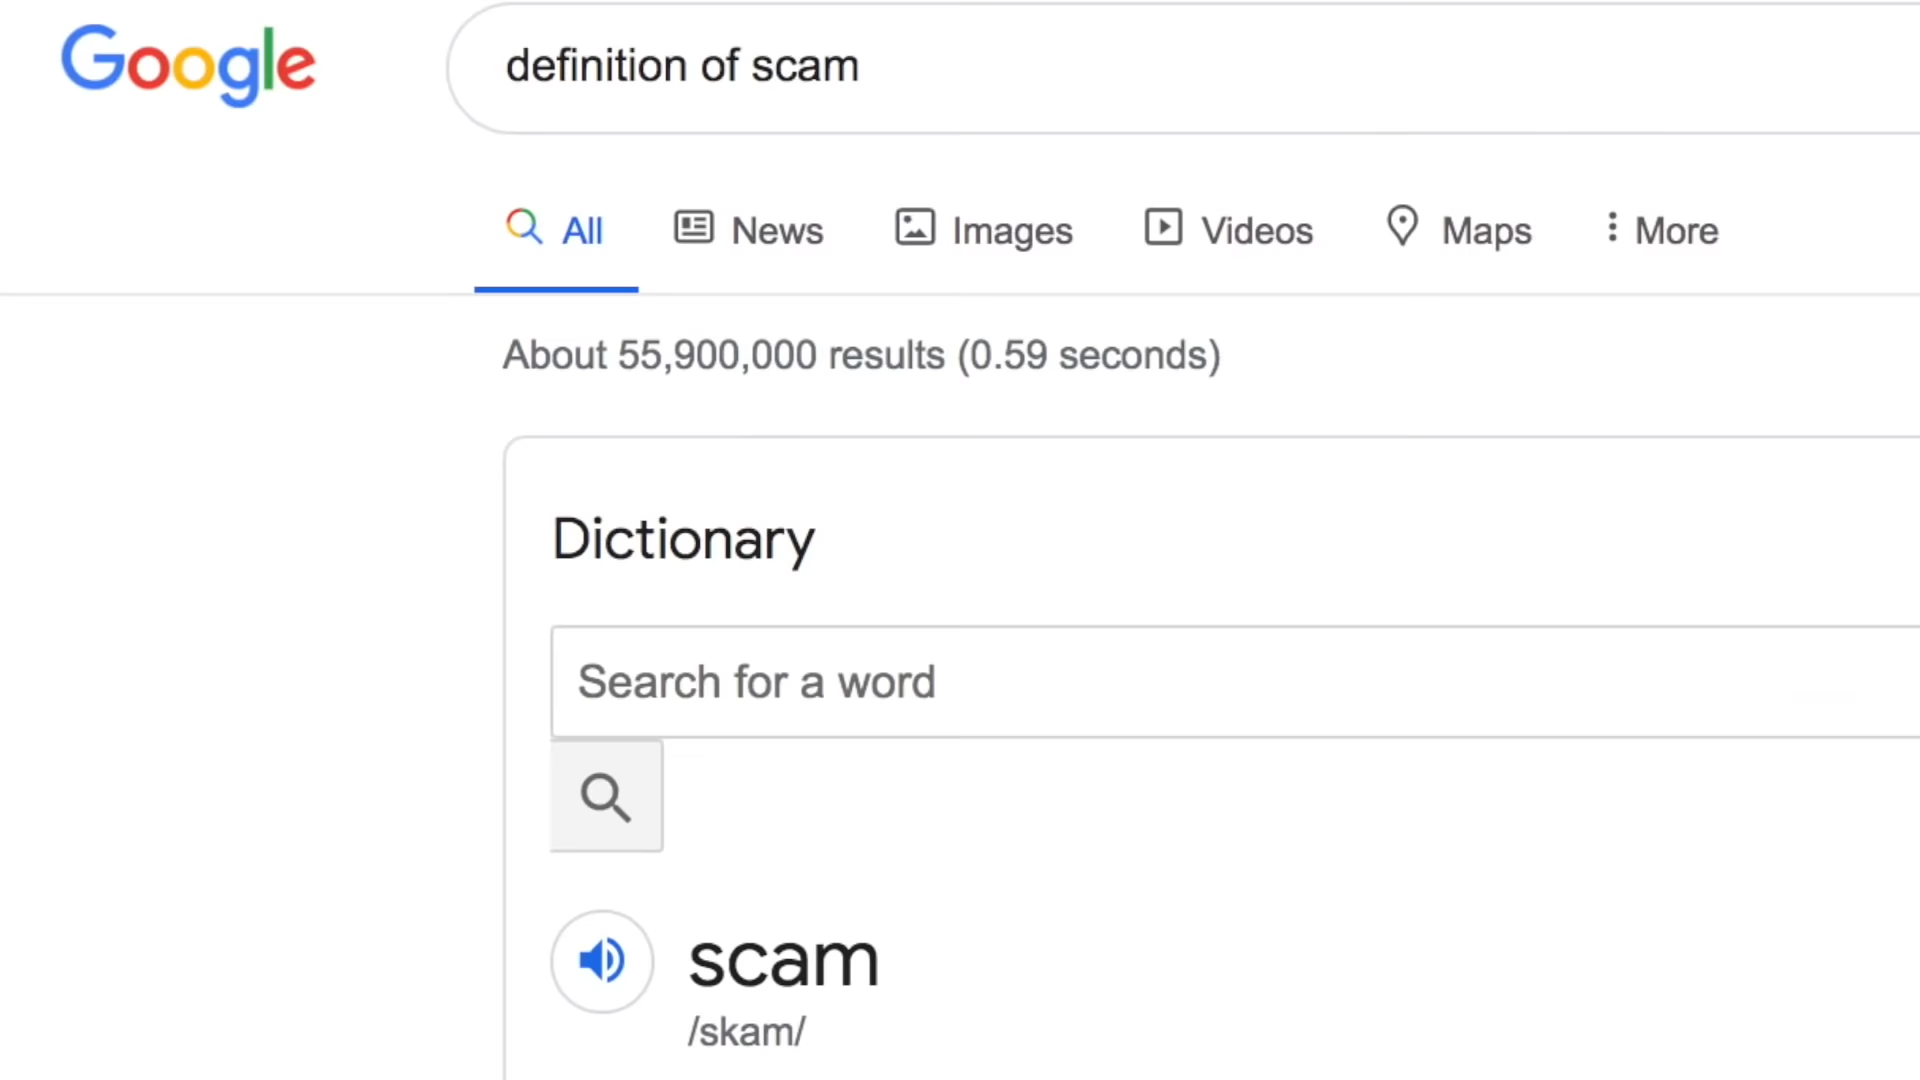 Google
definition of scam
All News Images Videos Maps More
About 55,900,000 results (0.59 seconds)
Dictionary
Search for a word
scam
/skam/